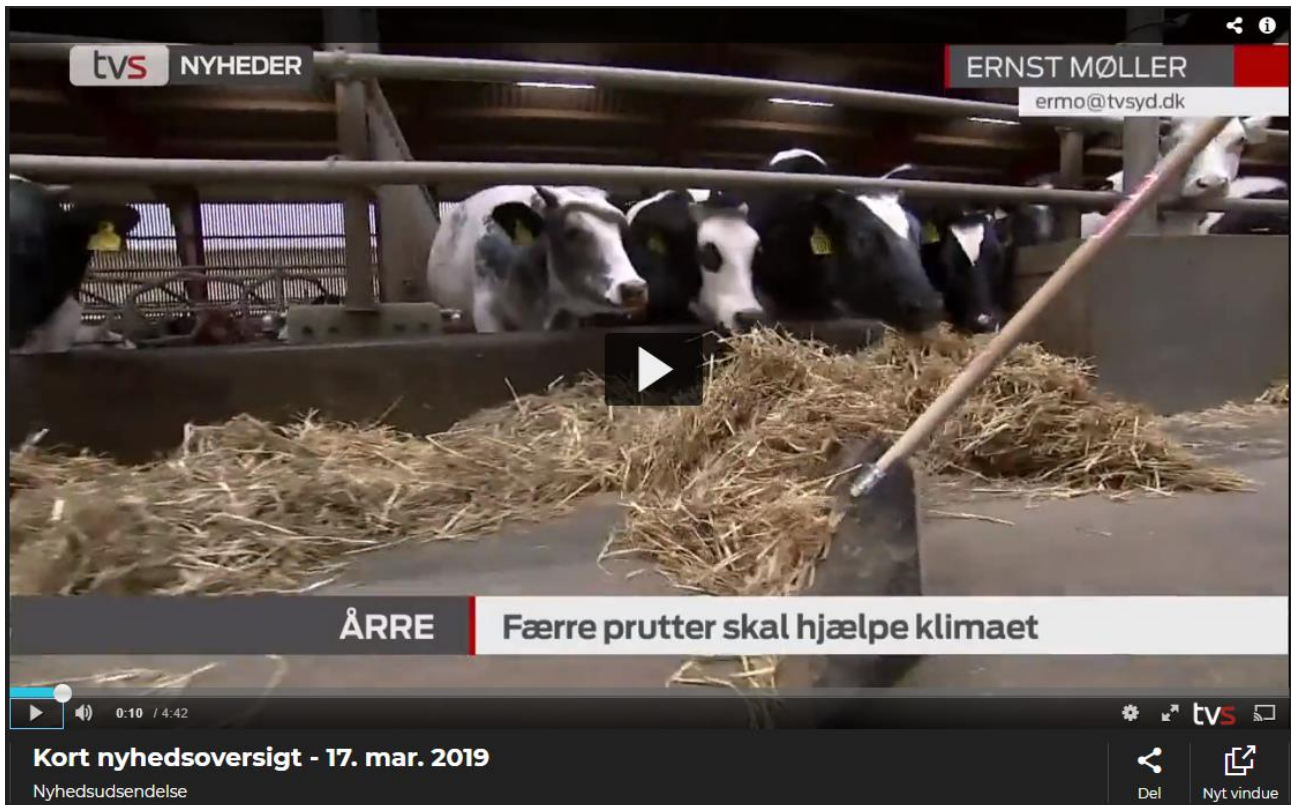 tvs NYHEDER
ERNST MØLLER
ermo@tvsyd.dk
ÅRRE
Færre prutter skal hjælpe klimaet
0:10 / 4:42
tvs
Kort nyhedsoversigt - 17. mar. 2019
Nyhedsudsendelse
Del
Nyt vindue